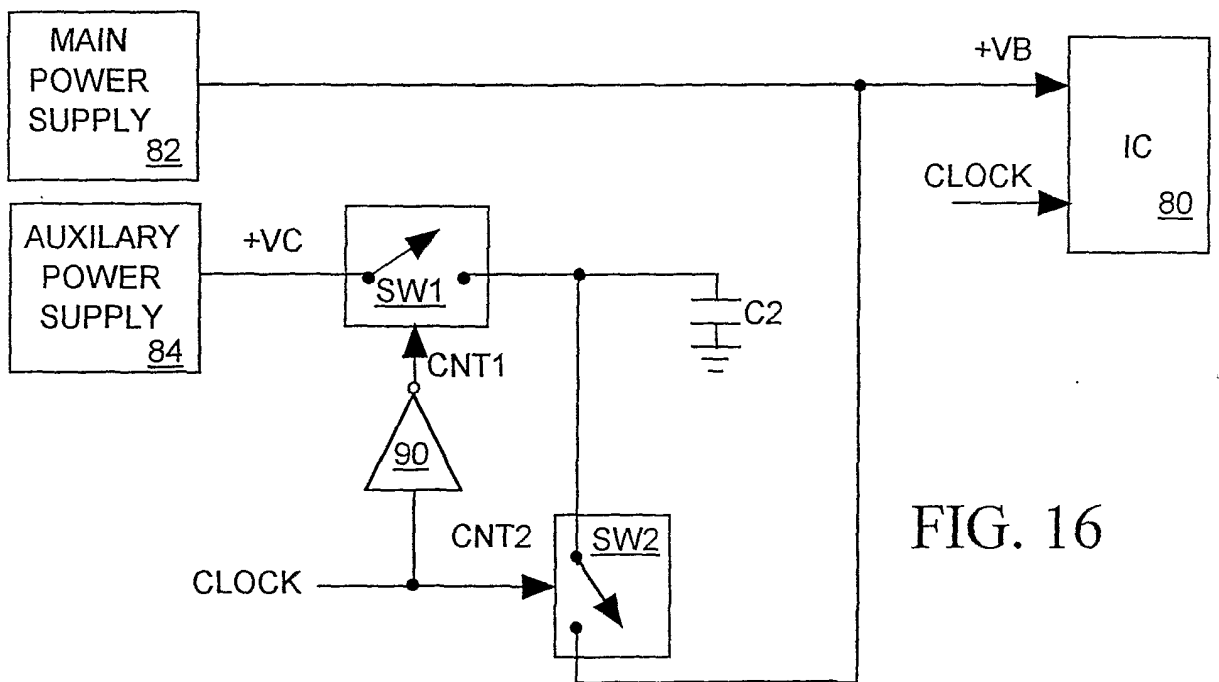 MAIN
POWER
SUPPLY
82
+VB
IC
80
CLOCK
AUXILARY
POWER
SUPPLY
84
+VC
SW1
C2
CNT1
90
CNT2
SW2
CLOCK
FIG. 16